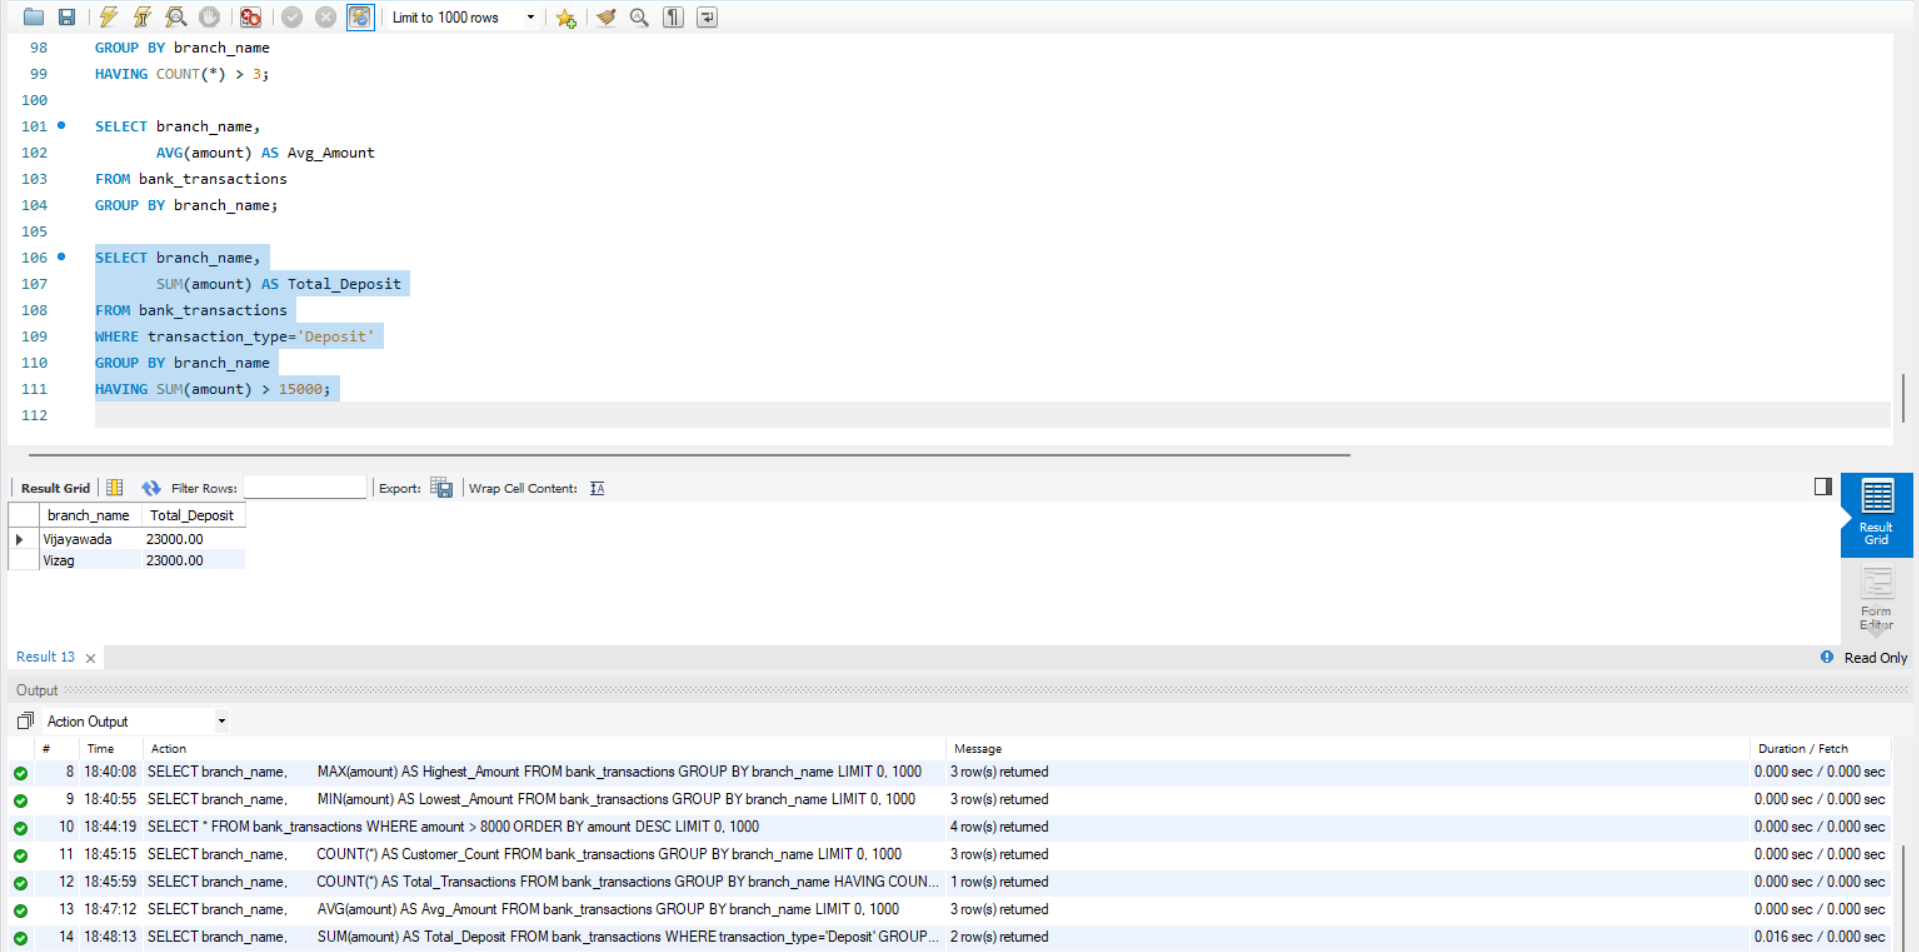 Limit to 1000 rows
98 GROUP BY branch_name
99 HAVING COUNT(*) > 3;
100
101 SELECT branch_name,
102 AVG(amount) AS Avg_Amount
103 FROM bank_transactions
104 GROUP BY branch_name;
105
106 SELECT branch_name,
107 SUM(amount) AS Total_Deposit
108 FROM bank_transactions
109 WHERE transaction_type='Deposit'
110 GROUP BY branch_name
111 HAVING SUM(amount) > 15000;
112
Result Grid Filter Rows: Export: Wrap Cell Content:
branch_name Total_Deposit
Vijayawada 23000.00
Vizag 23000.00
Result
Grid
Form
Editor
Result 13 Read Only
Output
Action Output
# Time Action Message Duration / Fetch
8 18:40:08 SELECT branch_name, MAX(amount) AS Highest_Amount FROM bank_transactions GROUP BY branch_name LIMIT 0, 1000 3 row(s) returned 0.000 sec / 0.000 sec
9 18:40:55 SELECT branch_name, MIN(amount) AS Lowest_Amount FROM bank_transactions GROUP BY branch_name LIMIT 0, 1000 3 row(s) returned 0.000 sec / 0.000 sec
10 18:44:19 SELECT * FROM bank_transactions WHERE amount > 8000 ORDER BY amount DESC LIMIT 0, 1000 4 row(s) returned 0.000 sec / 0.000 sec
11 18:45:15 SELECT branch_name, COUNT(*) AS Customer_Count FROM bank_transactions GROUP BY branch_name LIMIT 0, 1000 3 row(s) returned 0.000 sec / 0.000 sec
12 18:45:59 SELECT branch_name, COUNT(*) AS Total_Transactions FROM bank_transactions GROUP BY branch_name HAVING COUN... 1 row(s) returned 0.000 sec / 0.000 sec
13 18:47:12 SELECT branch_name, AVG(amount) AS Avg_Amount FROM bank_transactions GROUP BY branch_name LIMIT 0, 1000 3 row(s) returned 0.000 sec / 0.000 sec
14 18:48:13 SELECT branch_name, SUM(amount) AS Total_Deposit FROM bank_transactions WHERE transaction_type='Deposit' GROUP... 2 row(s) returned 0.016 sec / 0.000 sec